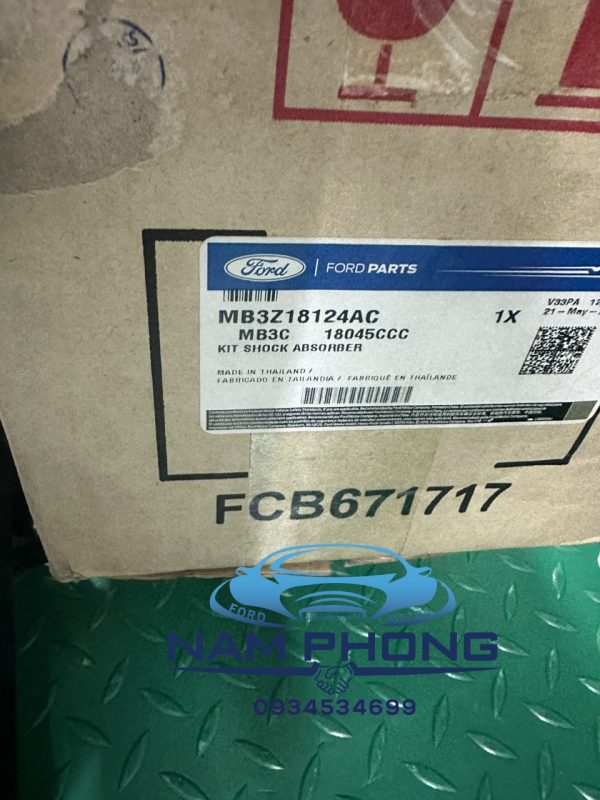 Ford | FORD PARTS
MB3Z18124AC 1X
MB3C 18045CCC
KIT SHOCK ABSORBER
V33PA 12
21-May-
MADE IN THAILAND /
FABRICADO EN TAILANDIA / FABRIQUÉ EN THAÏLANDE
FCB671717
FORD
NAM PHONG
0934534699